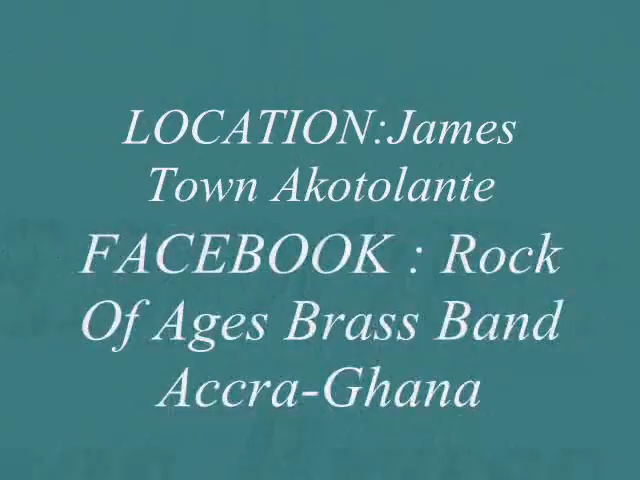 LOCATION:James
Town Akotolante
FACEBOOK : Rock
Of Ages Brass Band
Accra-Ghana